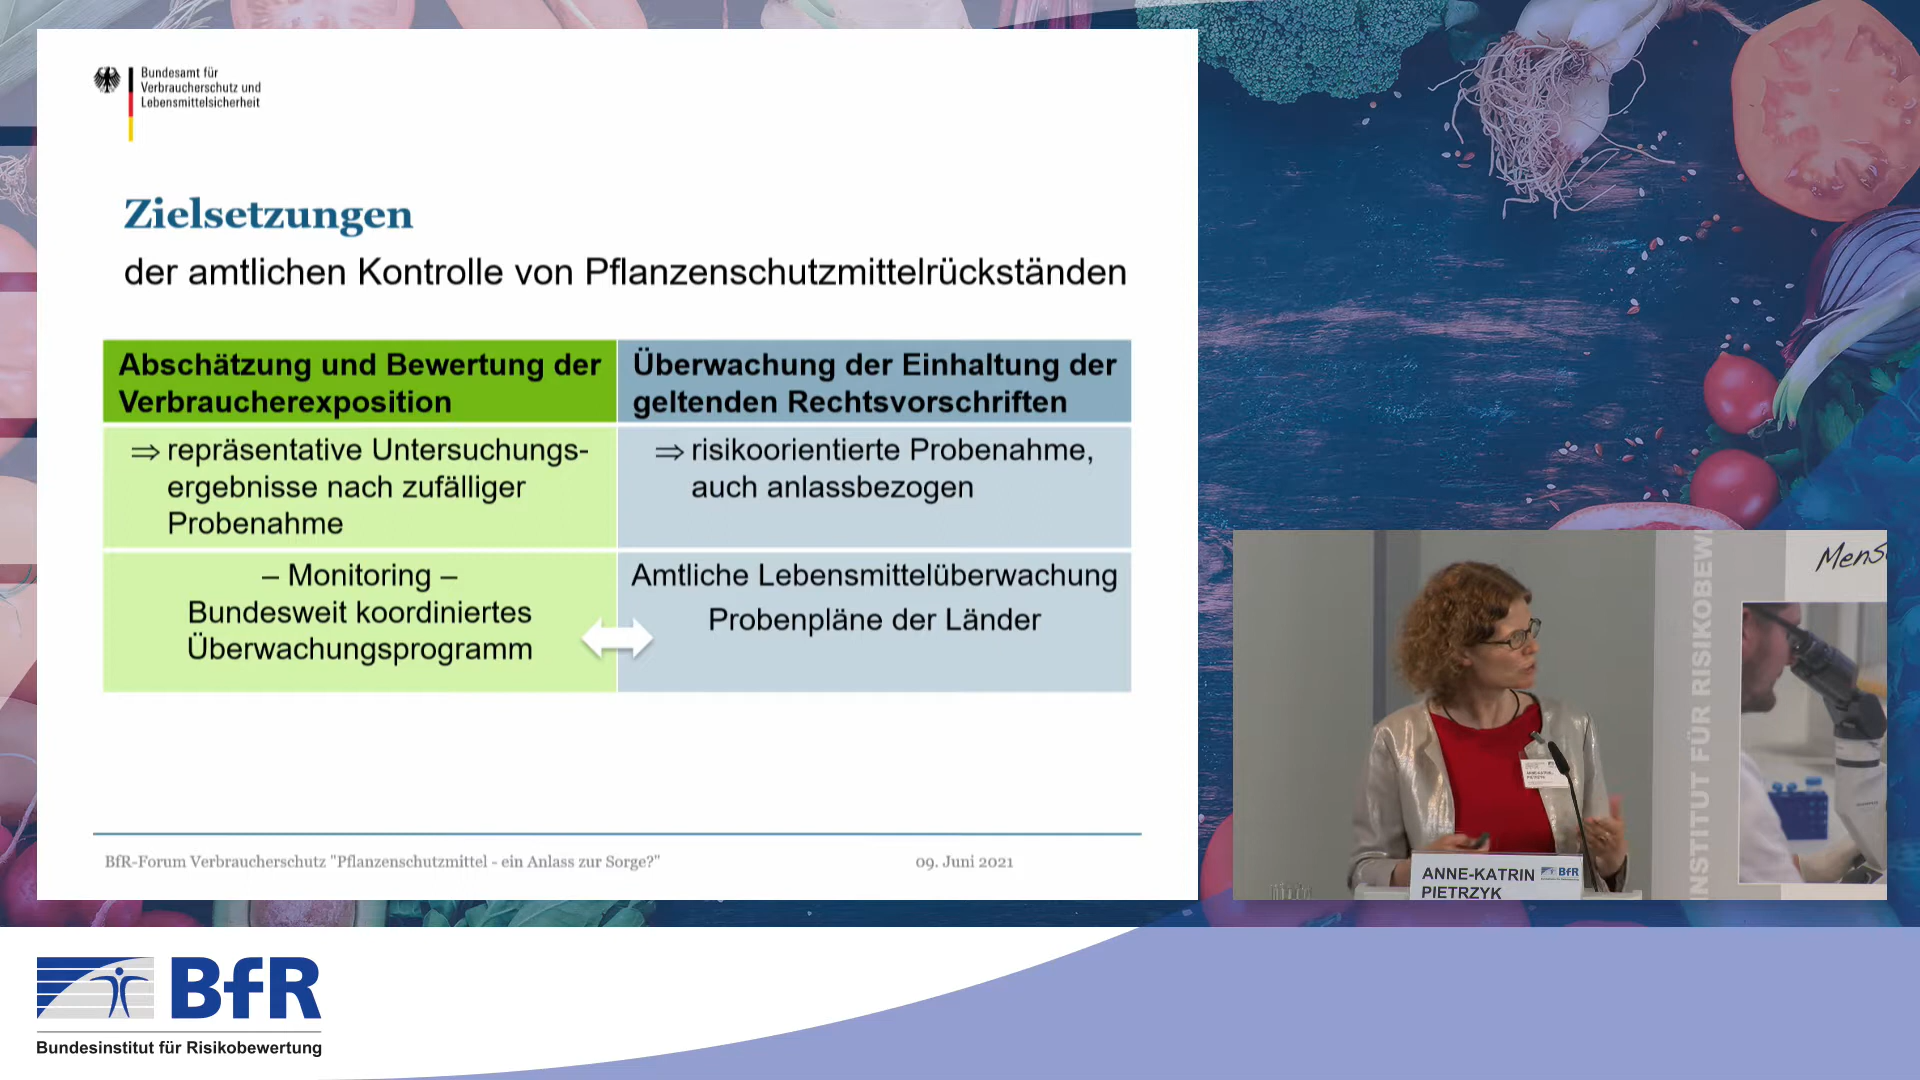 Bundesamt für
Verbraucherschutz und
Lebensmittelsicherheit
Zielsetzungen
der amtlichen Kontrolle von Pflanzenschutzmittelrückständen
Abschätzung und Bewertung der
Verbraucherexposition
⇒ repräsentative Untersuchungs-
ergebnisse nach zufälliger
Probenahme
– Monitoring –
Bundesweit koordiniertes
Überwachungsprogramm
Überwachung der Einhaltung der
geltenden Rechtsvorschriften
⇒ risikoorientierte Probenahme,
auch anlassbezogen
Amtliche Lebensmittelüberwachung
Probenpläne der Länder
BfR-Forum Verbraucherschutz "Pflanzenschutzmittel - ein Anlass zur Sorge?"
09. Juni 2021
INSTITUT FÜR RISIKOBEW
Mens
ANNE-KATRIN
PIETRZYK
BfR
BfR
Bundesinstitut für Risikobewertung